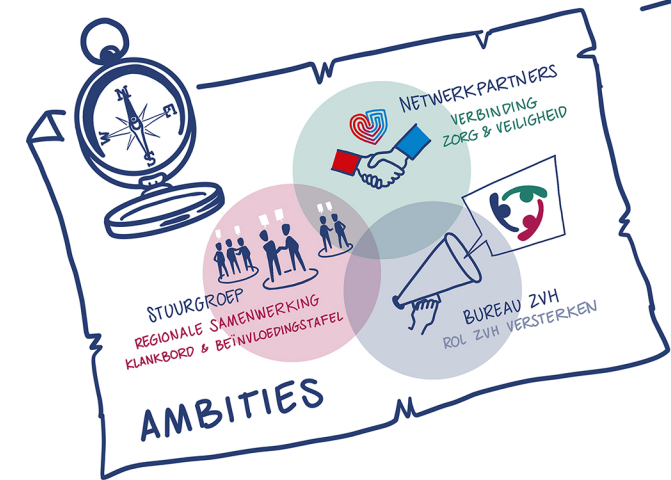 N
E
W
S
NETWERKPARTNERS
VERBINDING
ZORG & VEILIGHEID
STUURGROEP
REGIONALE SAMENWERKING
KLANKBORD & BEÏNVLOEDINGSTAFEL
BUREAU ZVH
ROL ZVH VERSTERKEN
AMBITIES